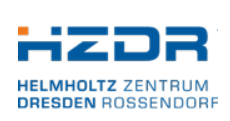 HZDR
HELMHOLTZ ZENTRUM
DRESDEN ROSSENDORF